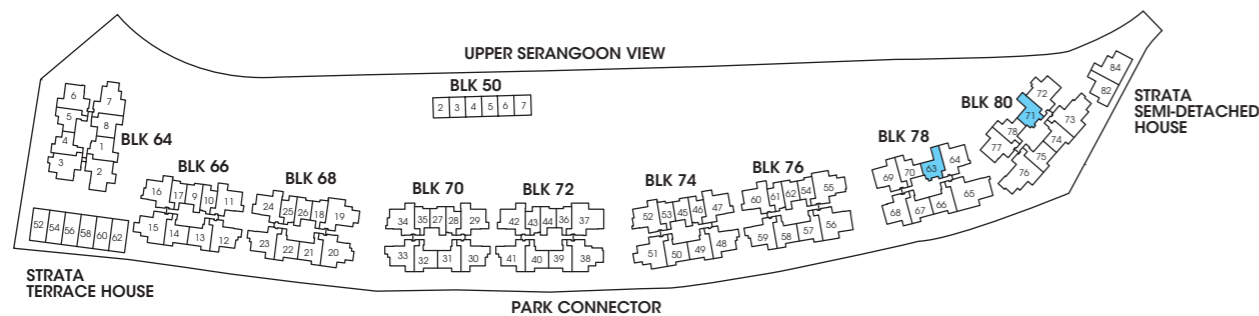 UPPER SERANGOON VIEW
BLK 50
2 3 4 5 6 7
BLK 64
6 7
5 8
4 1
3 2
BLK 66
16 17 9 10 11
15 14 13 12
BLK 68
24 25 26 18 19
23 22 21 20
BLK 70
34 35 27 28 29
33 32 31 30
BLK 72
42 43 44 36 37
41 40 39 38
BLK 74
52 53 45 46 47
51 50 49 48
BLK 76
60 61 62 54 55
59 58 57 56
BLK 78
69 70 63 64
68 67 66 65
BLK 80
72
71
78 73
77 74
75
76
84
82
STRATA
SEMI-DETACHED
HOUSE
52 54 56 58 60 62
STRATA
TERRACE HOUSE
PARK CONNECTOR